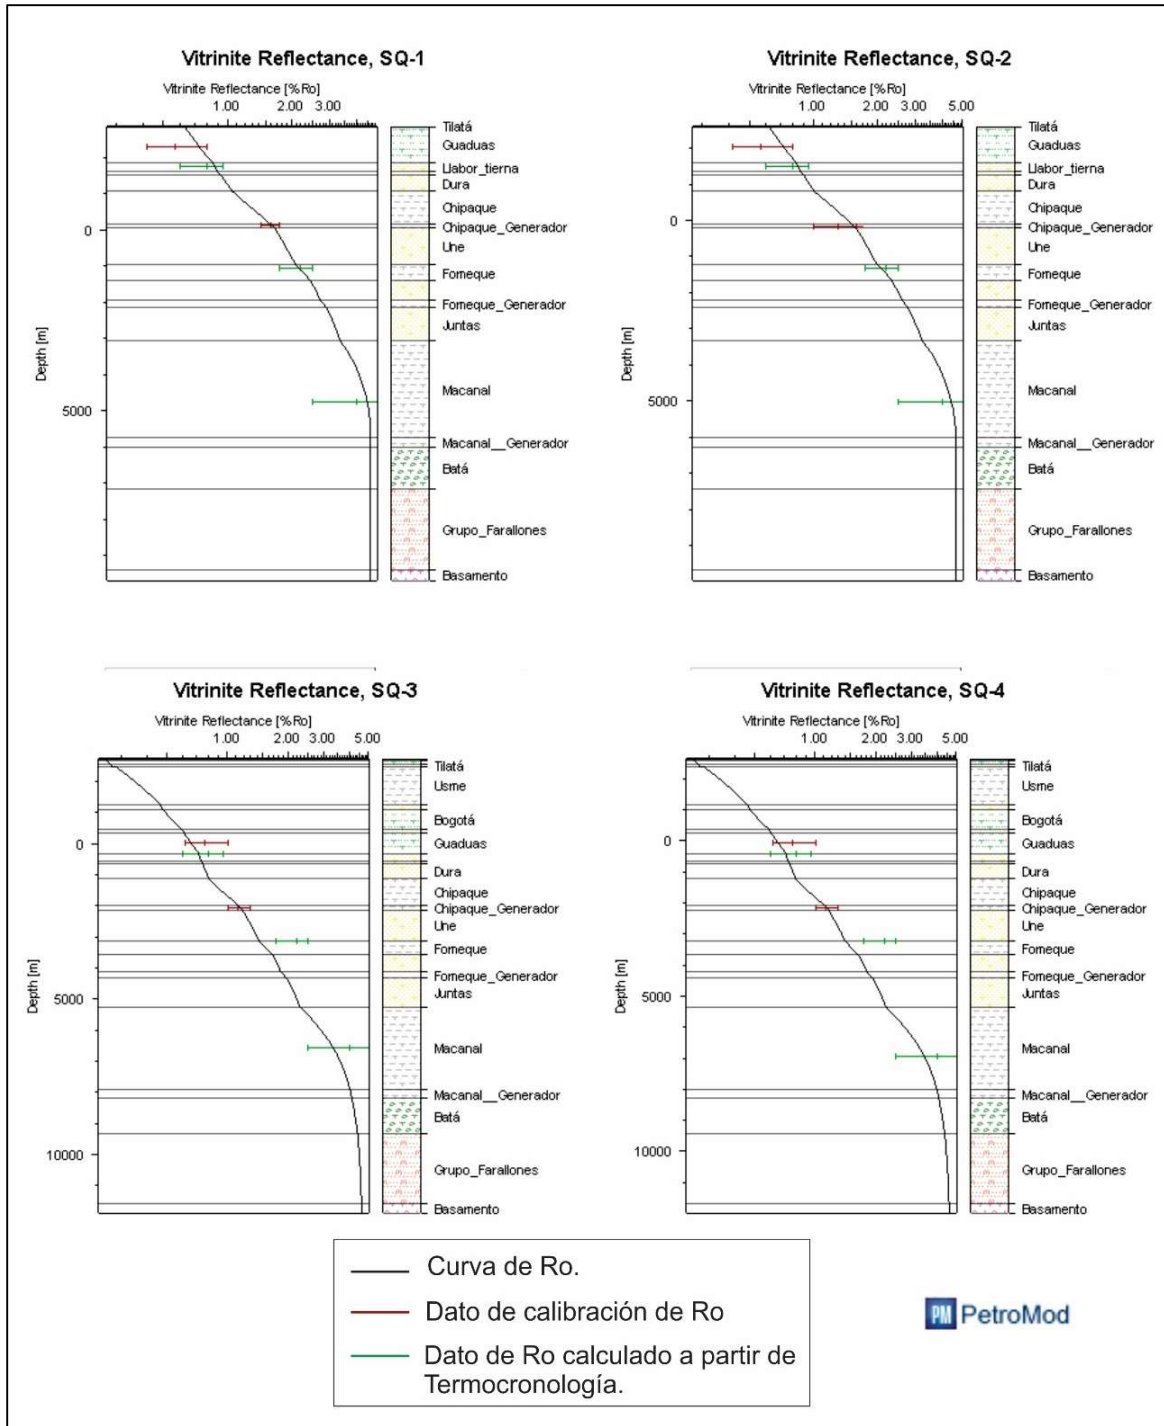 Vitrinite Reflectance, SQ-1
Vitrinite Reflectance [%Ro]
1.00 2.00 3.00
Depth [m]
0
5000
Tilatá
Guaduas
Llabor_tierna
Dura
Chipaque
Chipaque_Generador
Une
Fomeque
Fomeque_Generador
Juntas
Macanal
Macanal__Generador
Batá
Grupo_Farallones
Basamento
Vitrinite Reflectance, SQ-2
Vitrinite Reflectance [%Ro]
1.00 2.00 3.00 5.00
Depth [m]
0
5000
Tilatá
Guaduas
Llabor_tierna
Dura
Chipaque
Chipaque_Generador
Une
Fomeque
Fomeque_Generador
Juntas
Macanal
Macanal__Generador
Batá
Grupo_Farallones
Basamento
Vitrinite Reflectance, SQ-3
Vitrinite Reflectance [%Ro]
1.00 2.00 3.00 5.00
Depth [m]
0
5000
10000
Tilatá
Usme
Bogotá
Guaduas
Dura
Chipaque
Chipaque_Generador
Une
Fomeque
Fomeque_Generador
Juntas
Macanal
Macanal__Generador
Batá
Grupo_Farallones
Basamento
Vitrinite Reflectance, SQ-4
Vitrinite Reflectance [%Ro]
1.00 2.00 3.00 5.00
Depth [m]
0
5000
10000
Tilatá
Usme
Bogotá
Guaduas
Dura
Chipaque
Chipaque_Generador
Une
Fomeque
Fomeque_Generador
Juntas
Macanal
Macanal__Generador
Batá
Grupo_Farallones
Basamento
Curva de Ro.
Dato de calibración de Ro
Dato de Ro calculado a partir de
Termocronología.
PM PetroMod